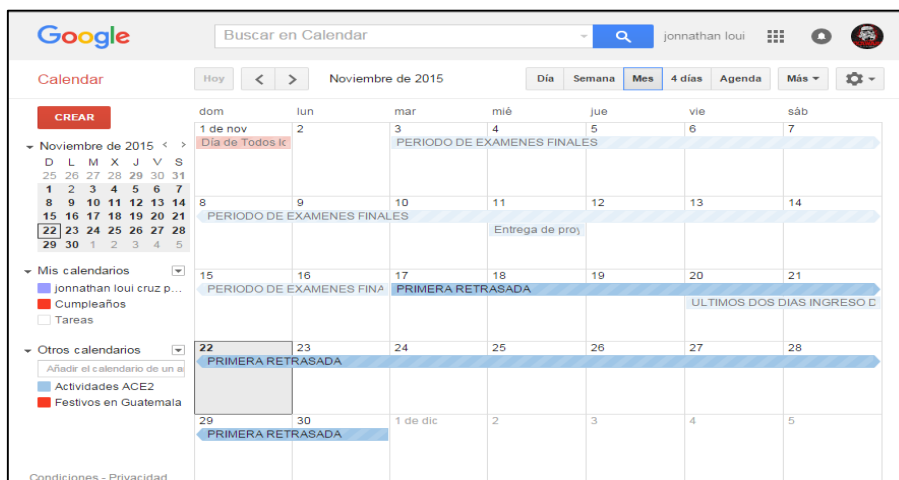 Google
Buscar en Calendar
jonnathan loui
Calendar
Hoy
Noviembre de 2015
Día Semana Mes 4 días Agenda
Más
CREAR
Noviembre de 2015
D L M X J V S
25 26 27 28 29 30 31
1 2 3 4 5 6 7
8 9 10 11 12 13 14
15 16 17 18 19 20 21
22 23 24 25 26 27 28
29 30 1 2 3 4 5
Mis calendarios
jonnathan loui cruz p...
Cumpleaños
Tareas
Otros calendarios
Añadir el calendario de un a
Actividades ACE2
Festivos en Guatemala
Condiciones - Privacidad
dom lun mar mié jue vie sáb
1 de nov 2 3 4 5 6 7
Día de Todos lc PERIODO DE EXAMENES FINALES
8 9 10 11 12 13 14
PERIODO DE EXAMENES FINALES
Entrega de proy
15 16 17 18 19 20 21
PERIODO DE EXAMENES FINA PRIMERA RETRASADA
ULTIMOS DOS DIAS INGRESO D
22 23 24 25 26 27 28
PRIMERA RETRASADA
29 30 1 de dic 2 3 4 5
PRIMERA RETRASADA